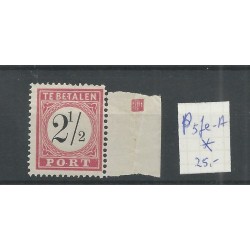 TE BETALEN
2½
PORT
P5fe-A
*
25,-